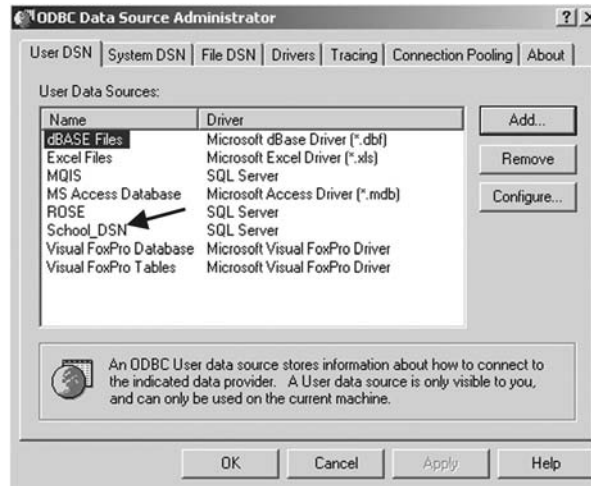 ODBC Data Source Administrator
User DSN System DSN File DSN Drivers Tracing Connection Pooling About
User Data Sources:
Name Driver
dBASE Files Microsoft dBase Driver (*.dbf)
Excel Files Microsoft Excel Driver (*.xls)
MQIS SQL Server
MS Access Database Microsoft Access Driver (*.mdb)
ROSE SQL Server
School_DSN SQL Server
Visual FoxPro Database Microsoft Visual FoxPro Driver
Visual FoxPro Tables Microsoft Visual FoxPro Driver
Add...
Remove
Configure...
An ODBC User data source stores information about how to connect to
the indicated data provider. A User data source is only visible to you,
and can only be used on the current machine.
OK Cancel Apply Help